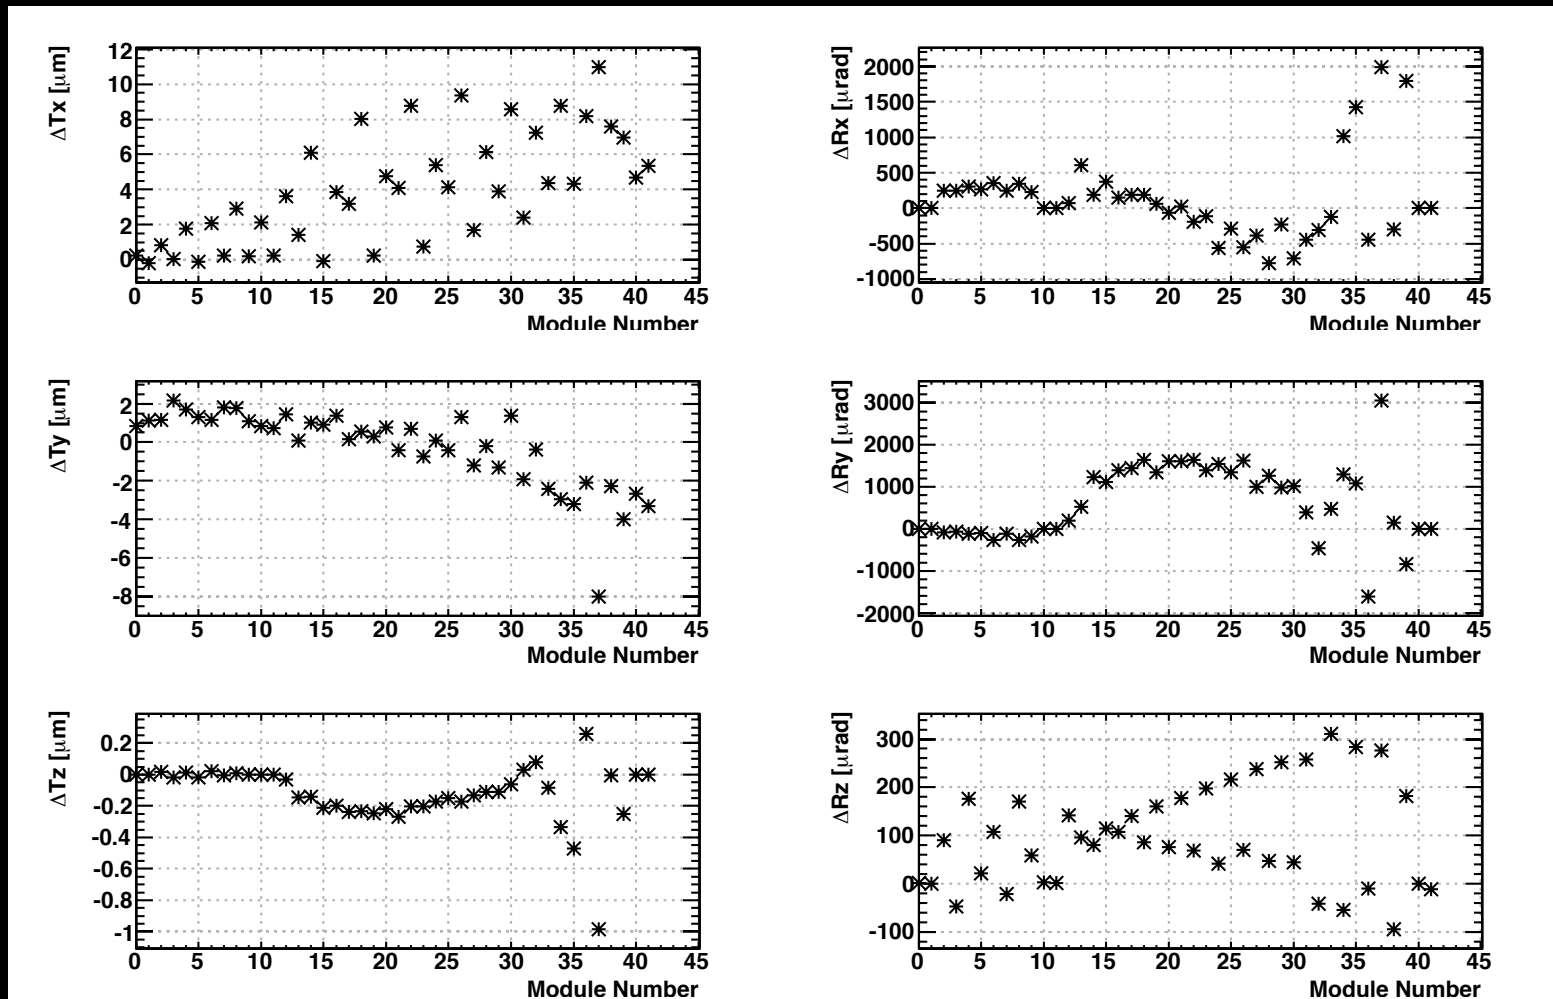 ΔTx [μm]
12
10
8
6
4
2
0
0 5 10 15 20 25 30 35 40 45
Module Number
ΔRx [μrad]
2000
1500
1000
500
0
-500
-1000
0 5 10 15 20 25 30 35 40 45
Module Number
ΔTy [μm]
2
0
-2
-4
-6
-8
0 5 10 15 20 25 30 35 40 45
Module Number
ΔRy [μrad]
3000
2000
1000
0
-1000
-2000
0 5 10 15 20 25 30 35 40 45
Module Number
ΔTz [μm]
0.2
0
-0.2
-0.4
-0.6
-0.8
-1
0 5 10 15 20 25 30 35 40 45
Module Number
ΔRz [μrad]
300
200
100
0
-100
0 5 10 15 20 25 30 35 40 45
Module Number